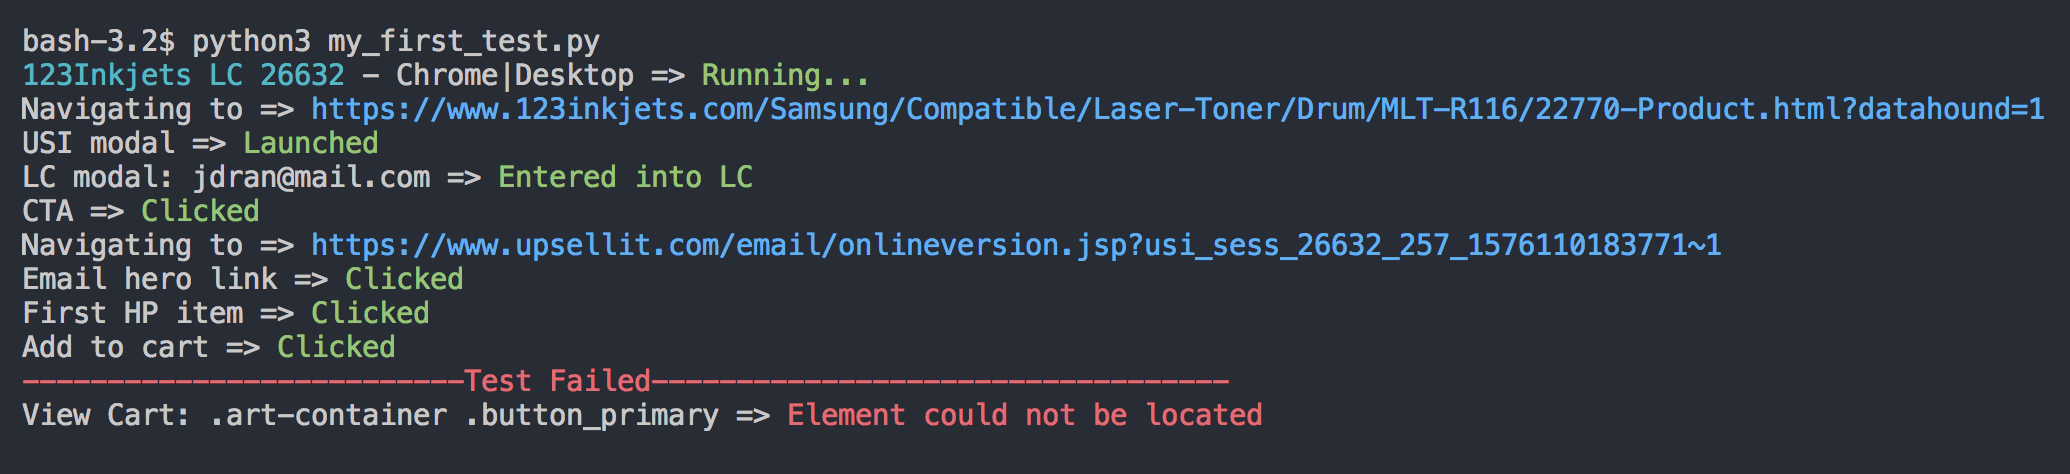 bash-3.2$ python3 my_first_test.py
123Inkjets LC 26632 - Chrome|Desktop => Running...
Navigating to => https://www.123inkjets.com/Samsung/Compatible/Laser-Toner/Drum/MLT-R116/22770-Product.html?datahound=1
USI modal => Launched
LC modal: jdran@mail.com => Entered into LC
CTA => Clicked
Navigating to => https://www.upsellit.com/email/onlineversion.jsp?usi_sess_26632_257_1576110183771~1
Email hero link => Clicked
First HP item => Clicked
Add to cart => Clicked
--------------------------Test Failed----------------------------------
View Cart: .art-container .button_primary => Element could not be located